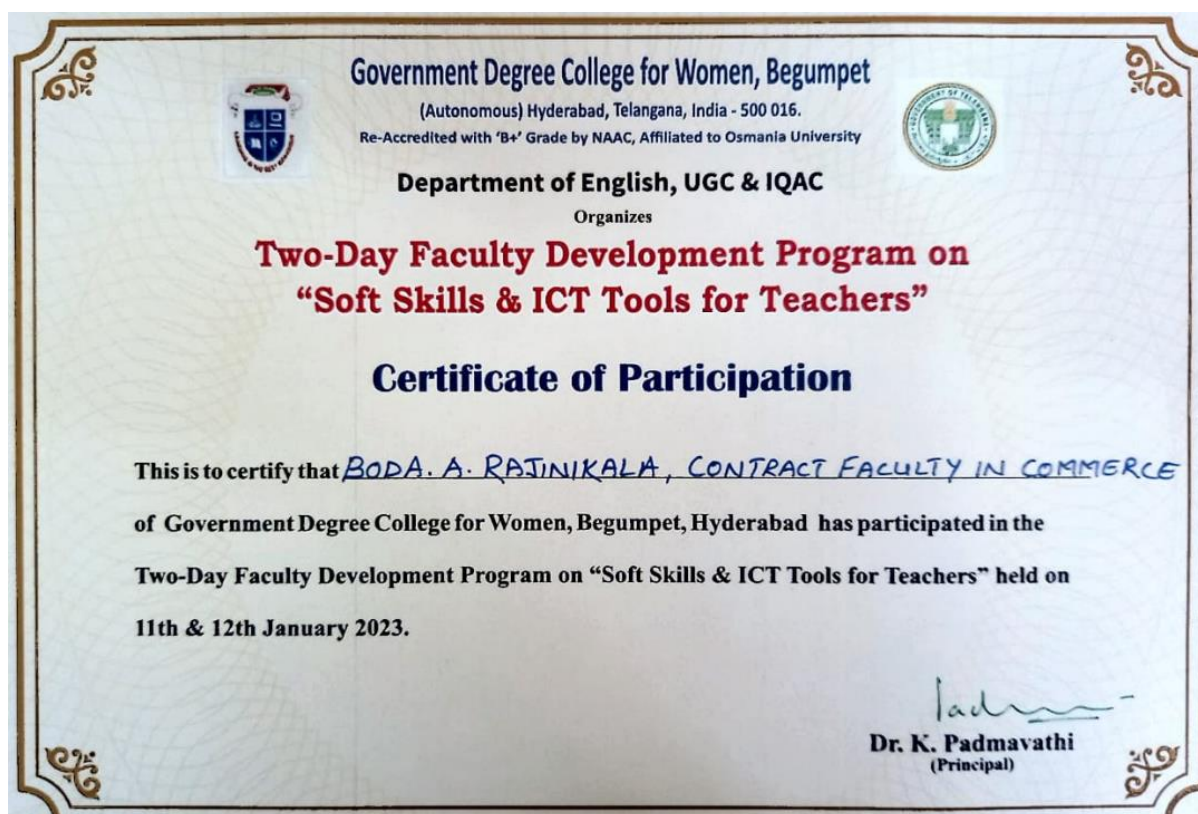 Government Degree College for Women, Begumpet
(Autonomous) Hyderabad, Telangana, India - 500 016.
Re-Accredited with ‘B+’ Grade by NAAC, Affiliated to Osmania University
Department of English, UGC & IQAC
Organizes
Two-Day Faculty Development Program on
“Soft Skills & ICT Tools for Teachers”
Certificate of Participation
This is to certify that BODA. A. RAJINIKALA, CONTRACT FACULTY IN COMMERCE
of Government Degree College for Women, Begumpet, Hyderabad has participated in the
Two-Day Faculty Development Program on “Soft Skills & ICT Tools for Teachers” held on
11th & 12th January 2023.
Dr. K. Padmavathi
(Principal)